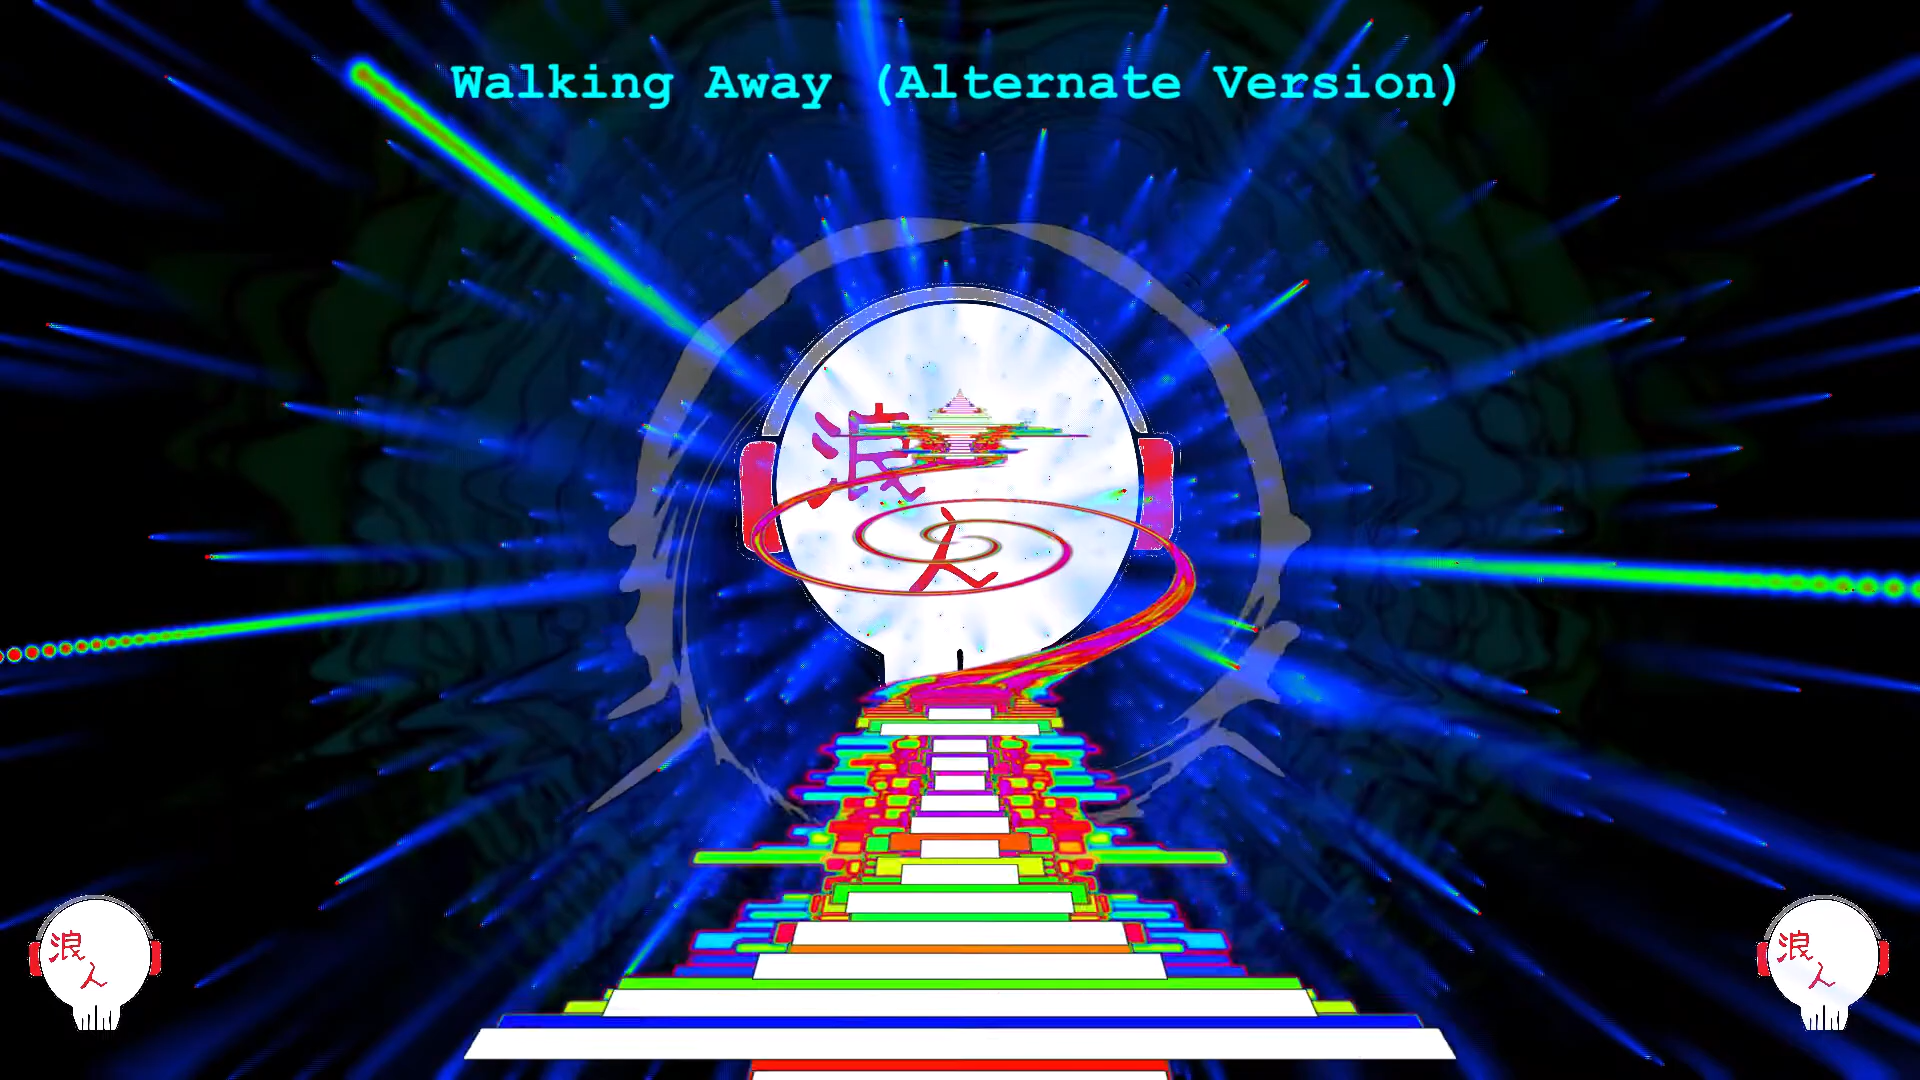 Walking Away (Alternate Version)
浪
人
浪
人
浪
人